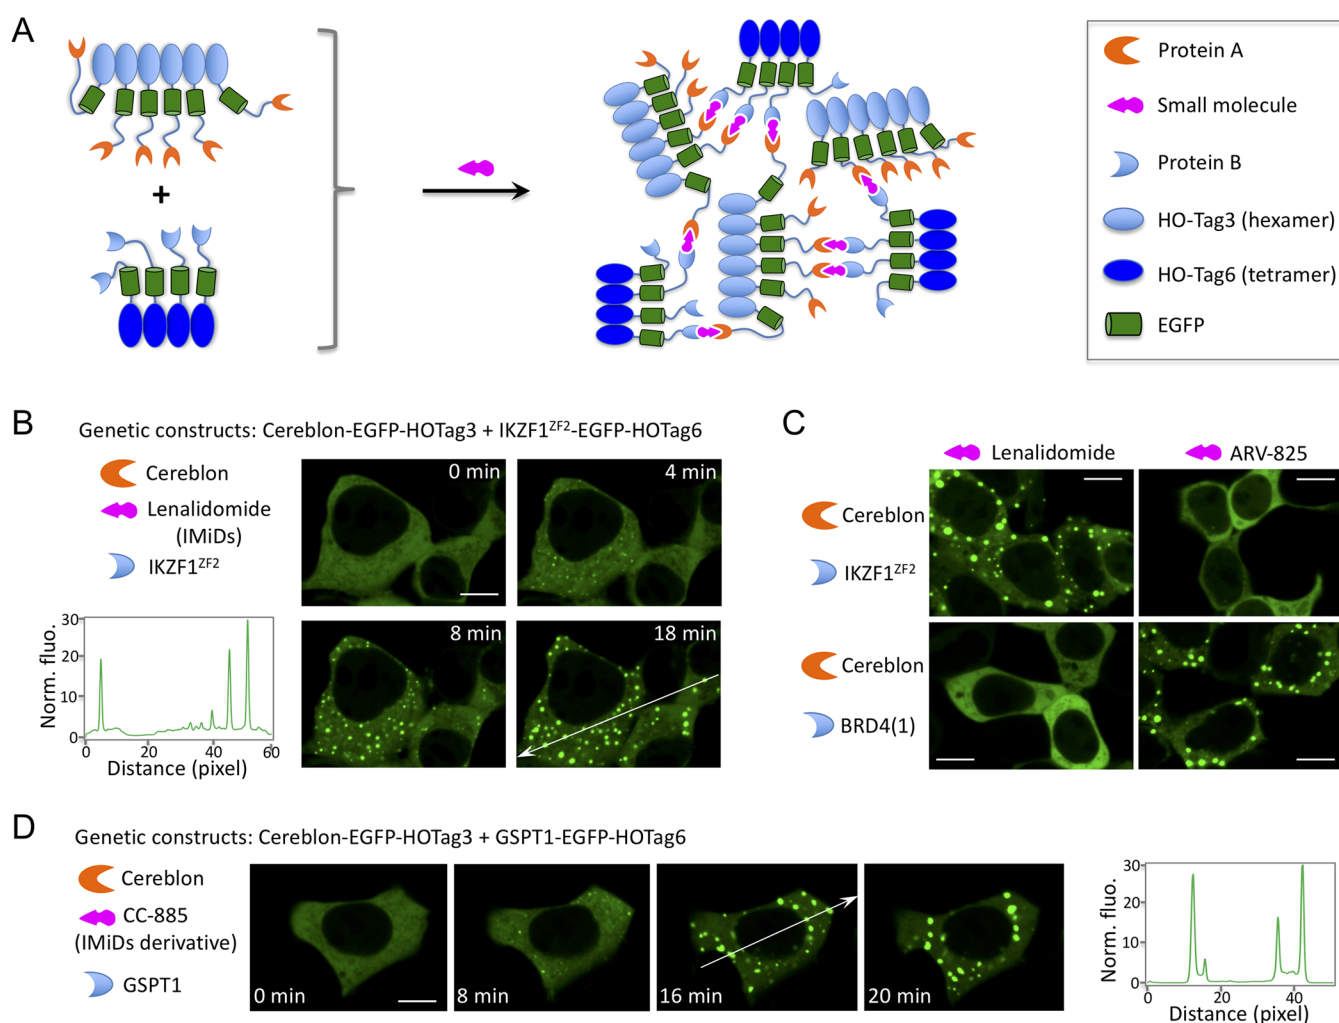 A
+
Protein A
Small molecule
Protein B
HO-Tag3 (hexamer)
HO-Tag6 (tetramer)
EGFP
B
Genetic constructs: Cereblon-EGFP-HOTag3 + IKZF1ZF2-EGFP-HOTag6
Cereblon
Lenalidomide
(IMiDs)
IKZF1ZF2
0 min
4 min
8 min
18 min
Norm. fluo.
30
20
10
0
0 20 40 60
Distance (pixel)
C
Lenalidomide
ARV-825
Cereblon
IKZF1ZF2
Cereblon
BRD4(1)
D
Genetic constructs: Cereblon-EGFP-HOTag3 + GSPT1-EGFP-HOTag6
Cereblon
CC-885
(IMiDs derivative)
GSPT1
0 min
8 min
16 min
20 min
Norm. fluo.
30
20
10
0
0 20 40
Distance (pixel)